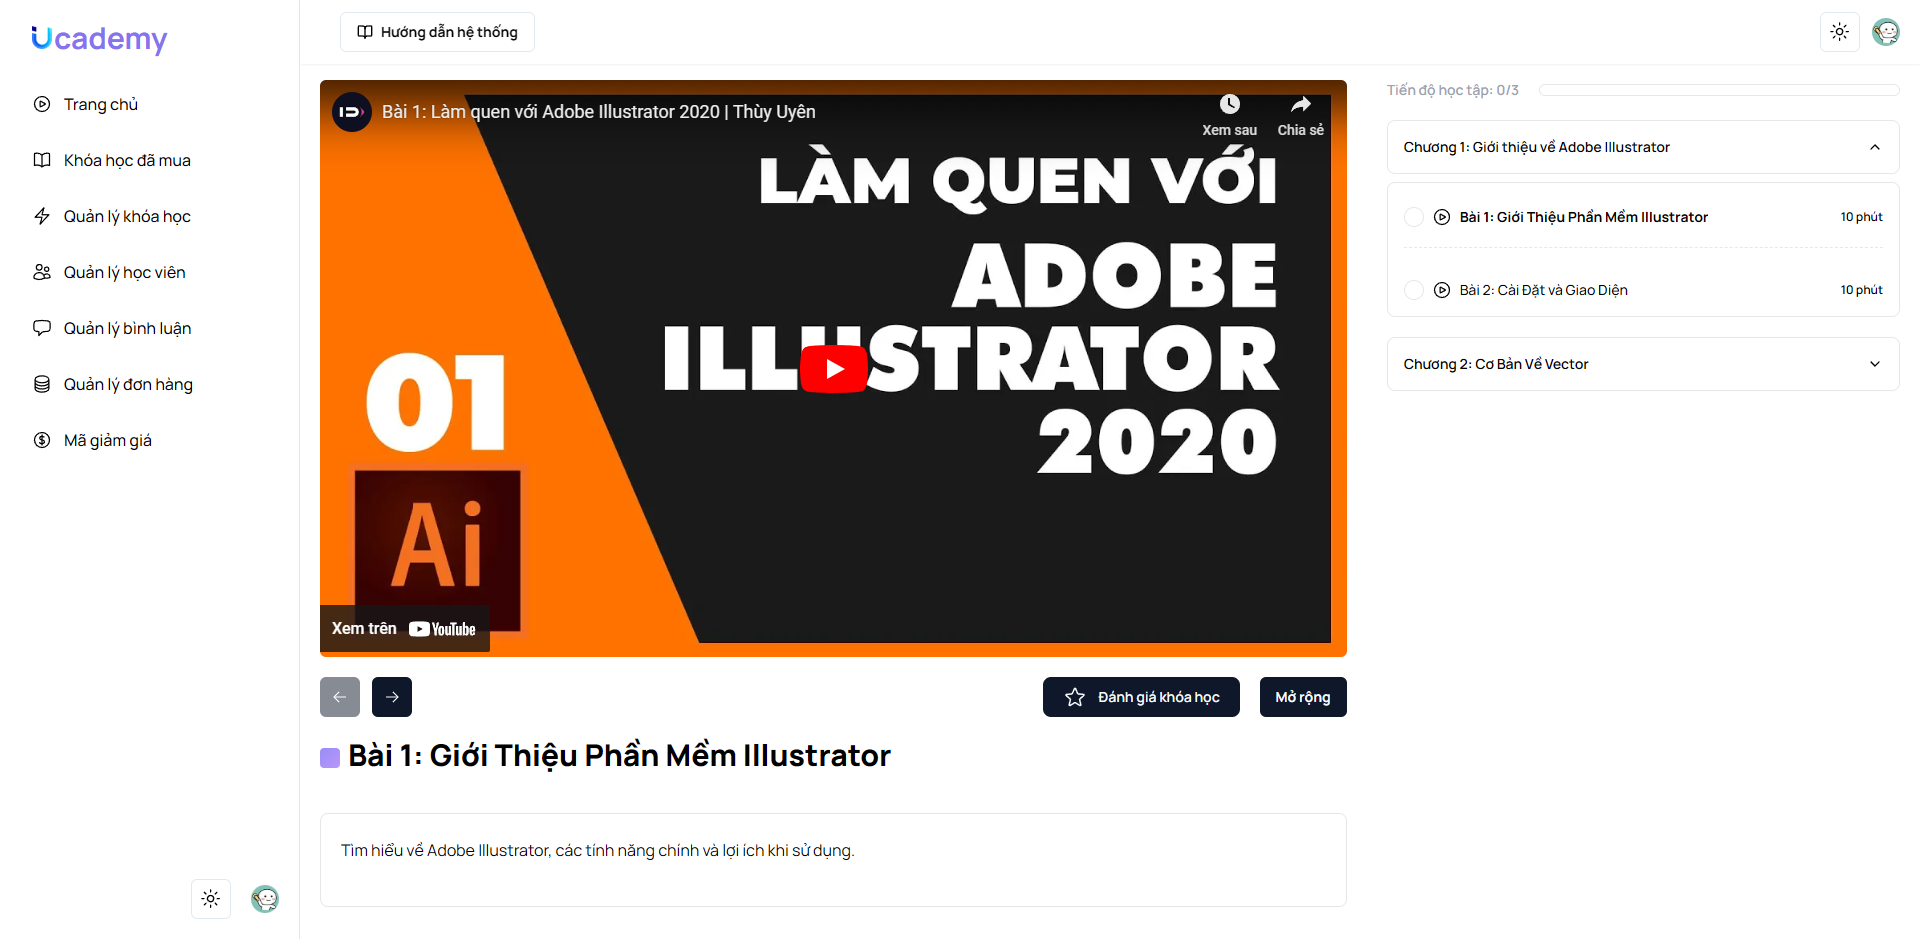 Ucademy
Trang chủ
Khóa học đã mua
Quản lý khóa học
Quản lý học viên
Quản lý bình luận
Quản lý đơn hàng
Mã giảm giá
Hướng dẫn hệ thống
Bài 1: Làm quen với Adobe Illustrator 2020 | Thùy Uyên
Xem sau
Chia sẻ
LÀM QUEN VỚI
ADOBE
ILLUSTRATOR
2020
01
Ai
Xem trên YouTube
Đánh giá khóa học
Mở rộng
Bài 1: Giới Thiệu Phần Mềm Illustrator
Tìm hiểu về Adobe Illustrator, các tính năng chính và lợi ích khi sử dụng.
Tiến độ học tập: 0/3
Chương 1: Giới thiệu về Adobe Illustrator
Bài 1: Giới Thiệu Phần Mềm Illustrator 10 phút
Bài 2: Cài Đặt và Giao Diện 10 phút
Chương 2: Cơ Bản Về Vector